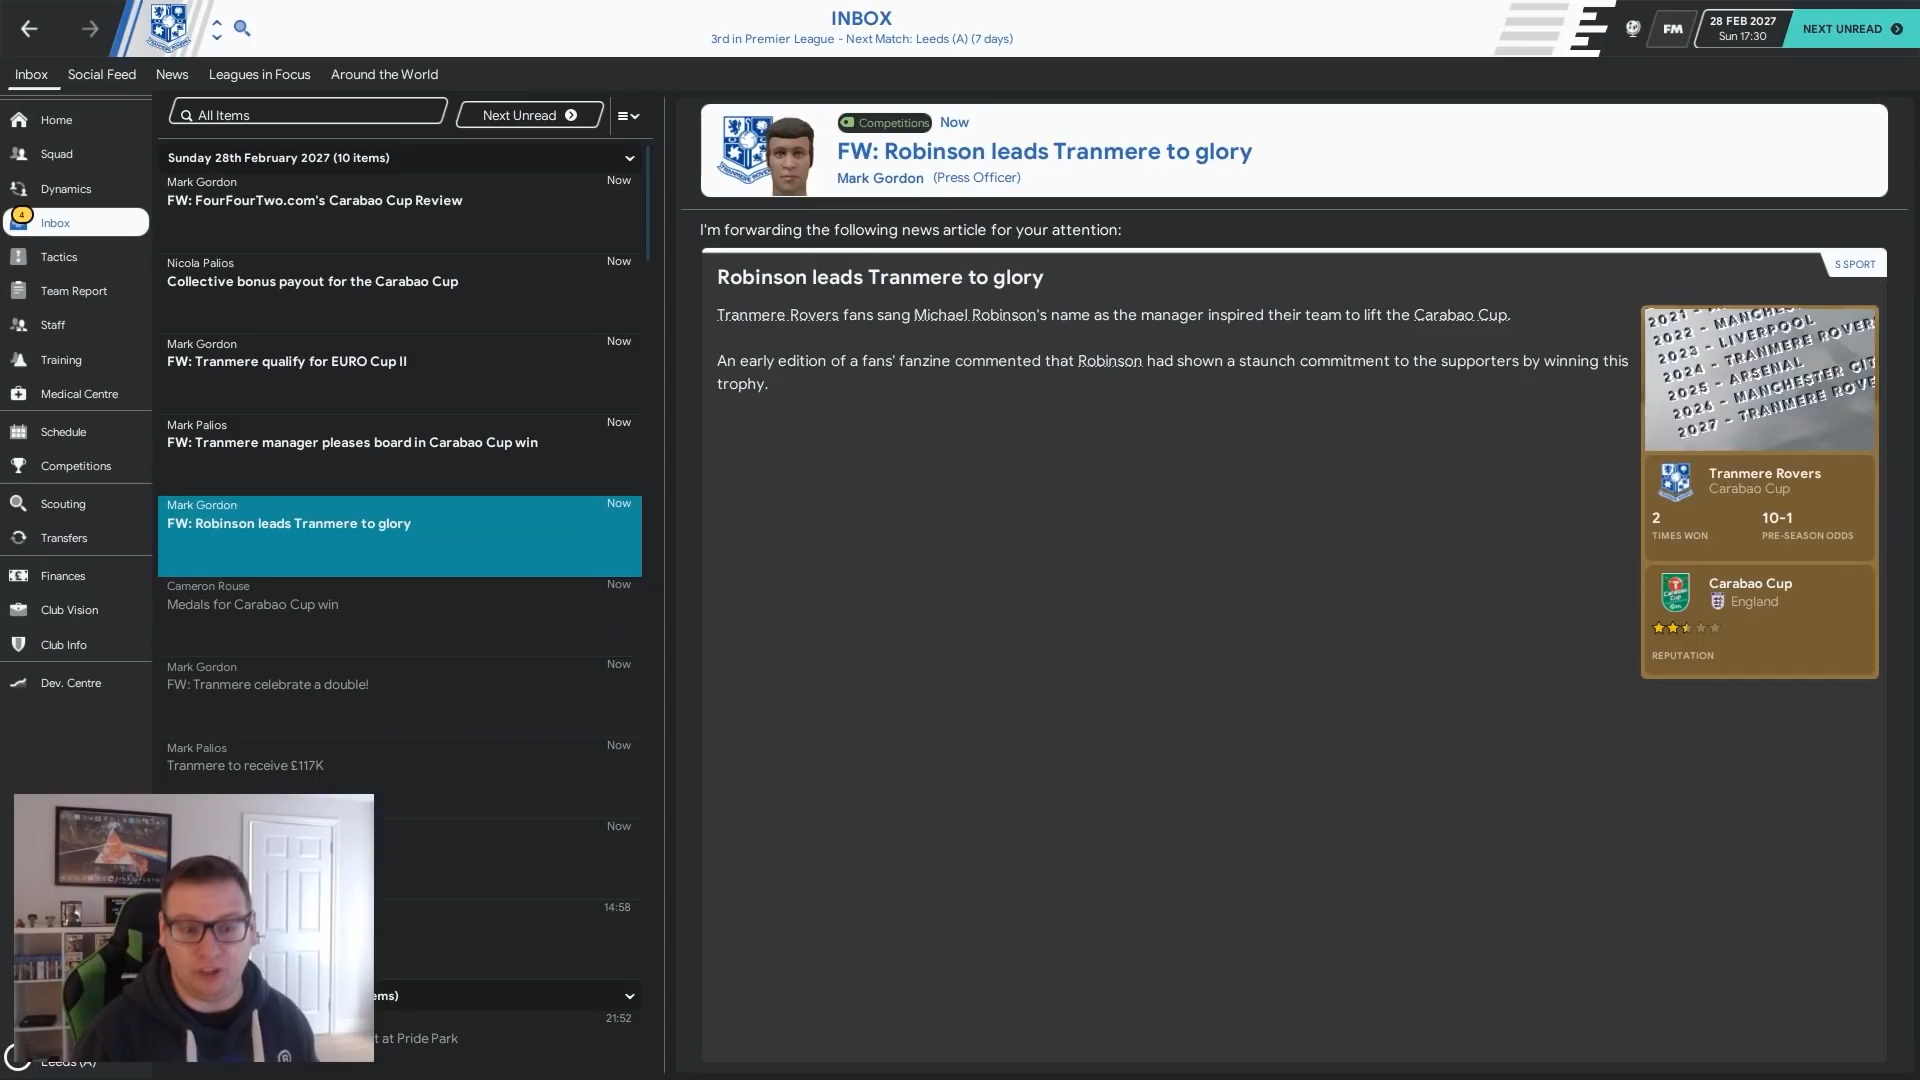 INBOX
3rd in Premier League - Next Match: Leeds (A) (7 days)
FM
28 FEB 2027
Sun 17:30
NEXT UNREAD
Inbox
Social Feed
News
Leagues in Focus
Around the World
Home
Squad
Dynamics
4
Inbox
Tactics
Team Report
Staff
Training
Medical Centre
Schedule
Competitions
Scouting
Transfers
Finances
Club Vision
Club Info
Dev. Centre
Leeds (A)
All Items
Next Unread
Sunday 28th February 2027 (10 items)
Mark Gordon
Now
FW: FourFourTwo.com's Carabao Cup Review
Nicola Palios
Now
Collective bonus payout for the Carabao Cup
Mark Gordon
Now
FW: Tranmere qualify for EURO Cup II
Mark Palios
Now
FW: Tranmere manager pleases board in Carabao Cup win
Mark Gordon
Now
FW: Robinson leads Tranmere to glory
Cameron Rouse
Now
Medals for Carabao Cup win
Mark Gordon
Now
FW: Tranmere celebrate a double!
Mark Palios
Now
Tranmere to receive £117K
Now
14:58
ems)
21:52
t at Pride Park
TRANMERE ROVERS
Competitions
Now
FW: Robinson leads Tranmere to glory
Mark Gordon (Press Officer)
I'm forwarding the following news article for your attention:
S SPORT
Robinson leads Tranmere to glory
Tranmere Rovers fans sang Michael Robinson's name as the manager inspired their team to lift the Carabao Cup.
An early edition of a fans' fanzine commented that Robinson had shown a staunch commitment to the supporters by winning this
trophy.
2021 -
2022 - MANCHES
2023 - LIVERPOOL
2024 - TRANMERE ROVER
2025 - ARSENAL
2026 - MANCHESTER CIT
2027 - TRANMERE ROVE
Tranmere Rovers
Carabao Cup
2
10-1
TIMES WON
PRE-SEASON ODDS
Carabao Cup
England
REPUTATION